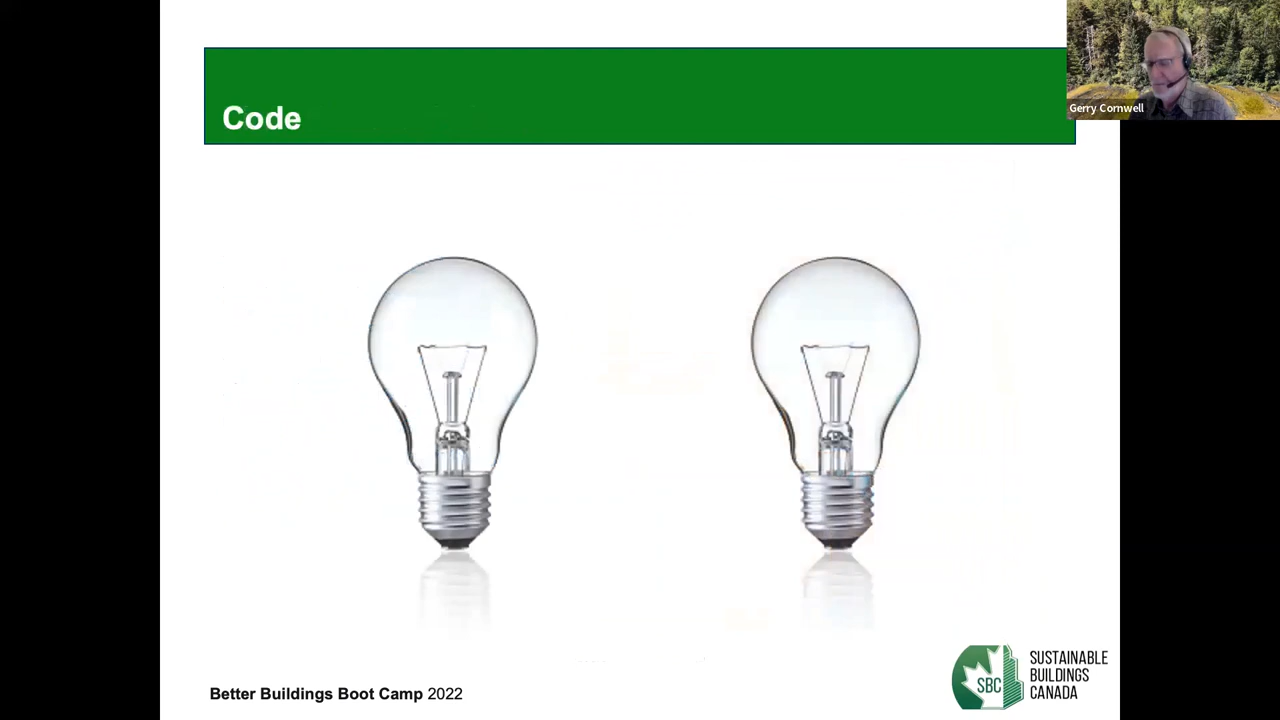 Code
Gerry Cornwell
Better Buildings Boot Camp 2022
SBC
SUSTAINABLE
BUILDINGS
CANADA